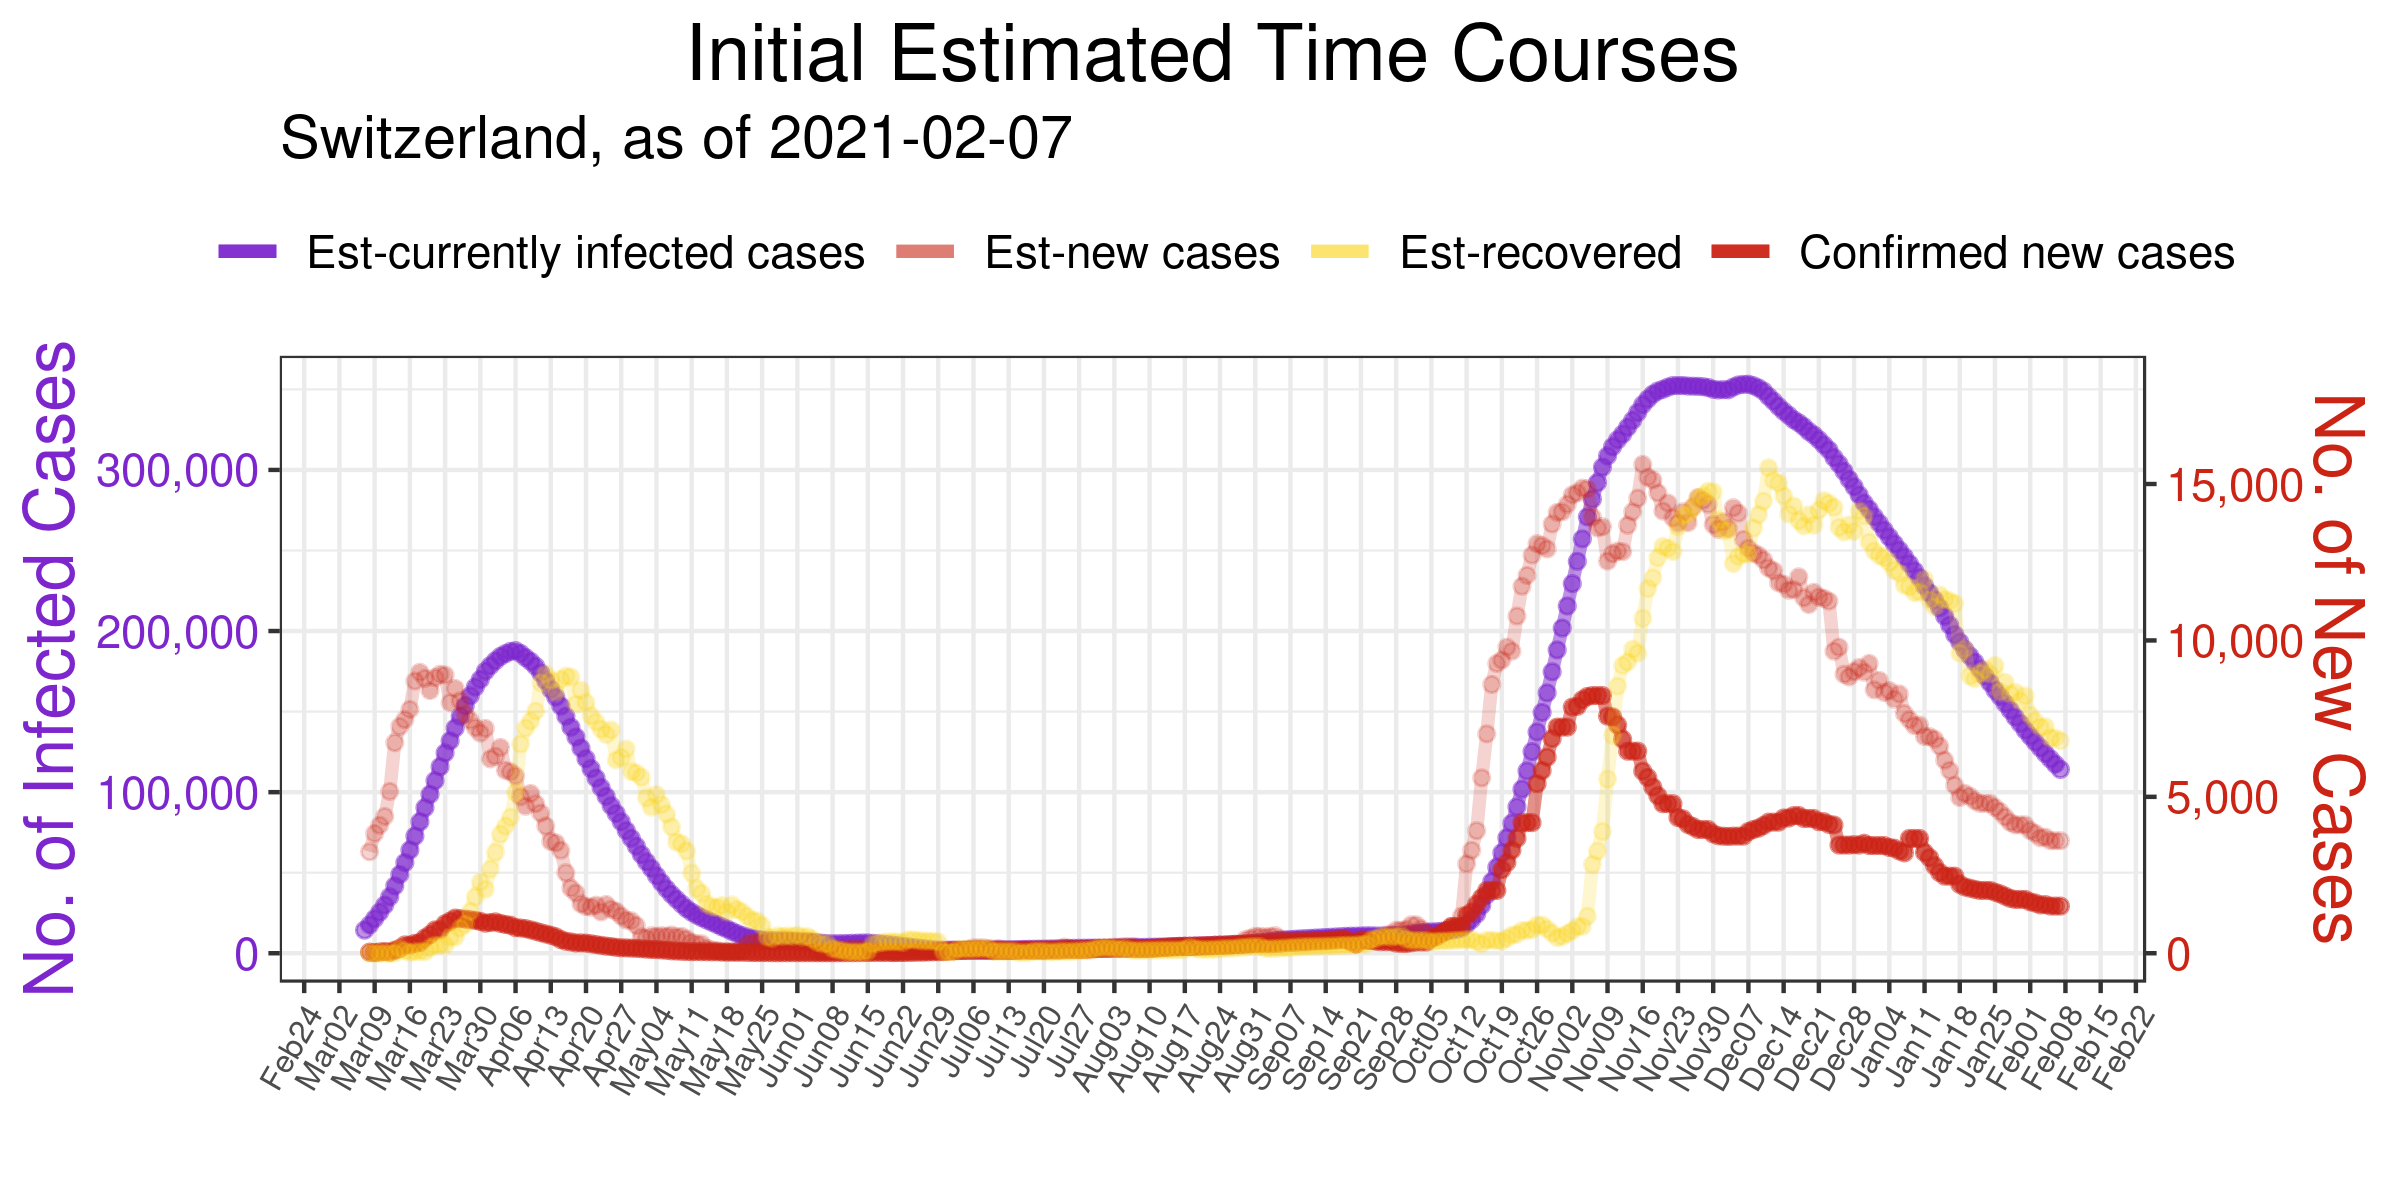 Initial Estimated Time Courses
Switzerland, as of 2021-02-07
Est-currently infected cases Est-new cases Est-recovered Confirmed new cases
No. of Infected Cases
300,000
200,000
100,000
0
15,000
10,000
5,000
0
No. of New Cases
Feb24 Mar02 Mar09 Mar16 Mar23 Mar30 Apr06 Apr13 Apr20 Apr27 May04 May11 May18 May25 Jun01 Jun08 Jun15 Jun22 Jun29 Jul06 Jul13 Jul20 Jul27 Aug03 Aug10 Aug17 Aug24 Aug31 Sep07 Sep14 Sep21 Sep28 Oct05 Oct12 Oct19 Oct26 Nov02 Nov09 Nov16 Nov23 Nov30 Dec07 Dec14 Dec21 Dec28 Jan04 Jan11 Jan18 Jan25 Feb01 Feb08 Feb15 Feb22